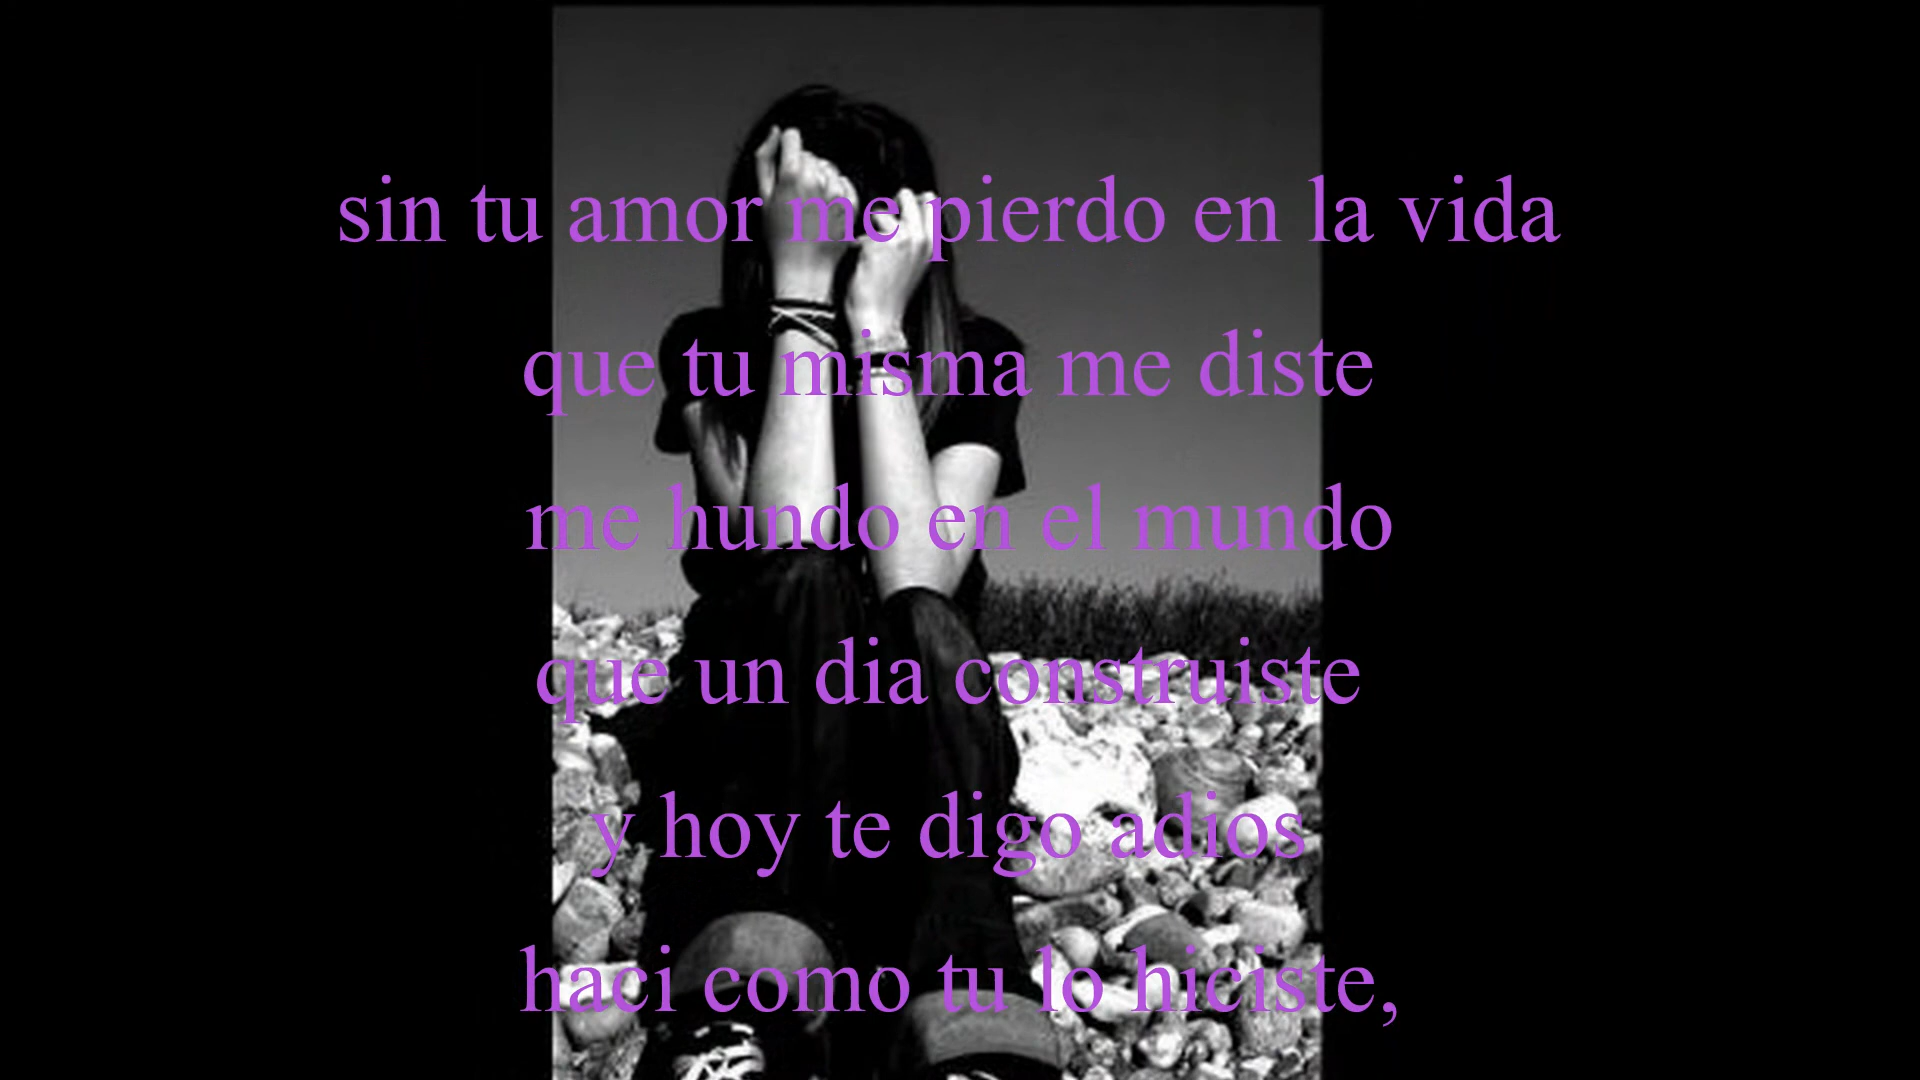 sin tu amor me pierdo en la vida
que tu misma me diste
me hundo en el mundo
que un dia construiste
y hoy te digo adios
haci como tu lo hiciste,